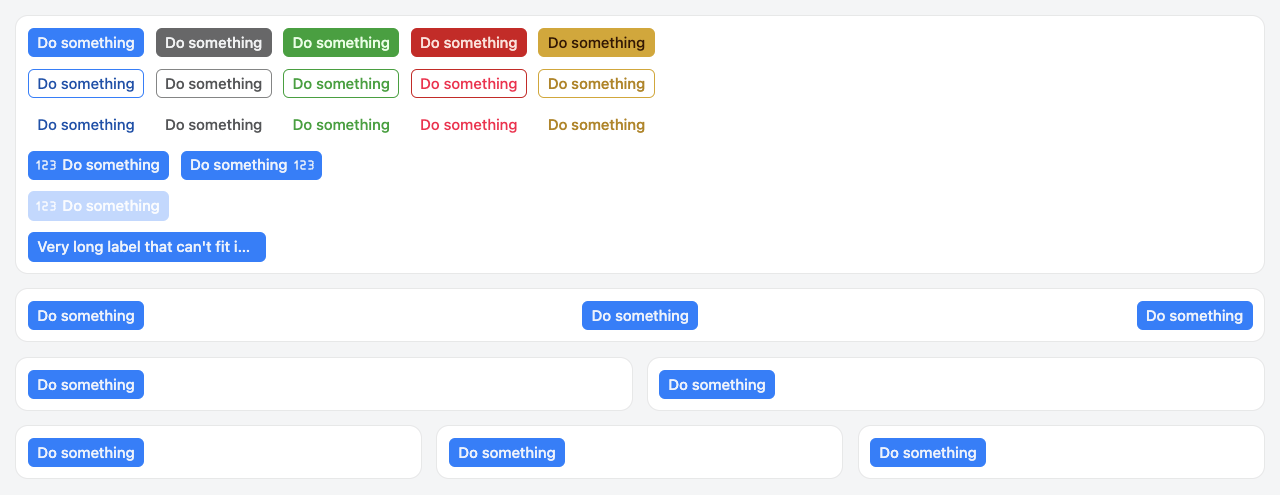 Do something Do something Do something Do something Do something
Do something Do something Do something Do something Do something
Do something Do something Do something Do something Do something
123 Do something Do something 123
123 Do something
Very long label that can't fit i...
Do something Do something Do something
Do something Do something
Do something Do something Do something